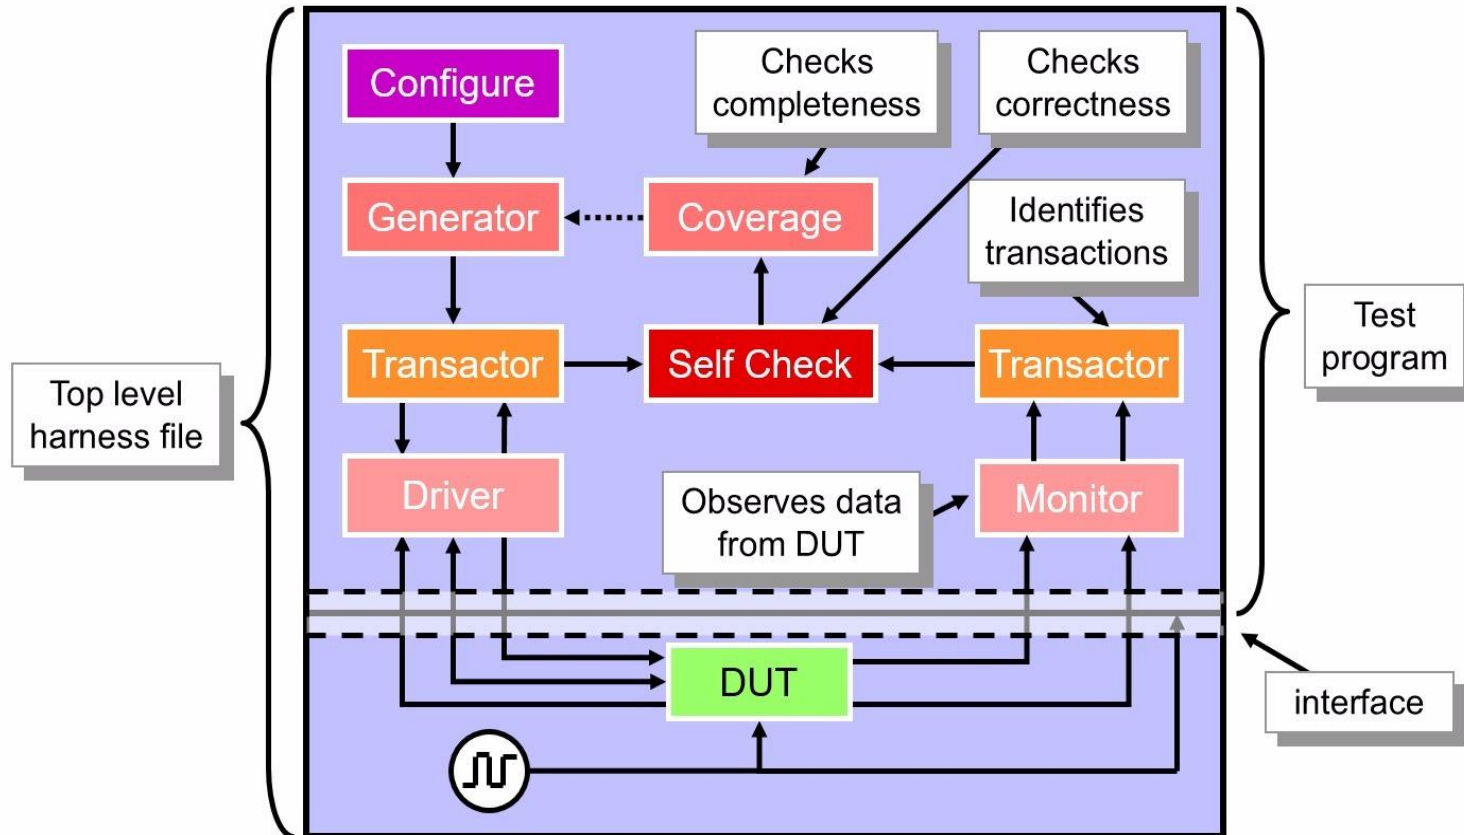 Configure
Checks
completeness
Checks
correctness
Generator
Coverage
Identifies
transactions
Transactor
Self Check
Transactor
Test
program
Top level
harness file
Driver
Observes data
from DUT
Monitor
DUT
interface